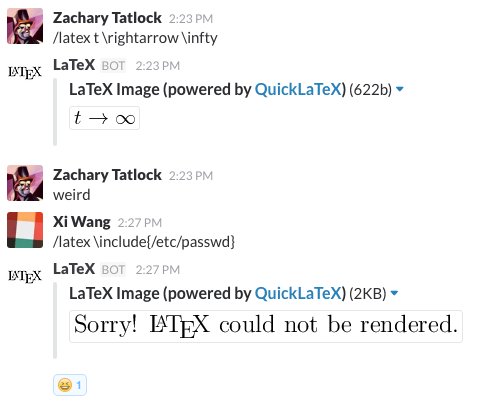 Zachary Tatlock 2:23 PM
/latex t \rightarrow \infty
LATEX LaTeX BOT 2:23 PM
LaTeX Image (powered by QuickLaTeX) (622b)
t → ∞
Zachary Tatlock 2:23 PM
weird
Xi Wang 2:27 PM
/latex \include{/etc/passwd}
LATEX LaTeX BOT 2:27 PM
LaTeX Image (powered by QuickLaTeX) (2KB)
Sorry! LATEX could not be rendered.
1